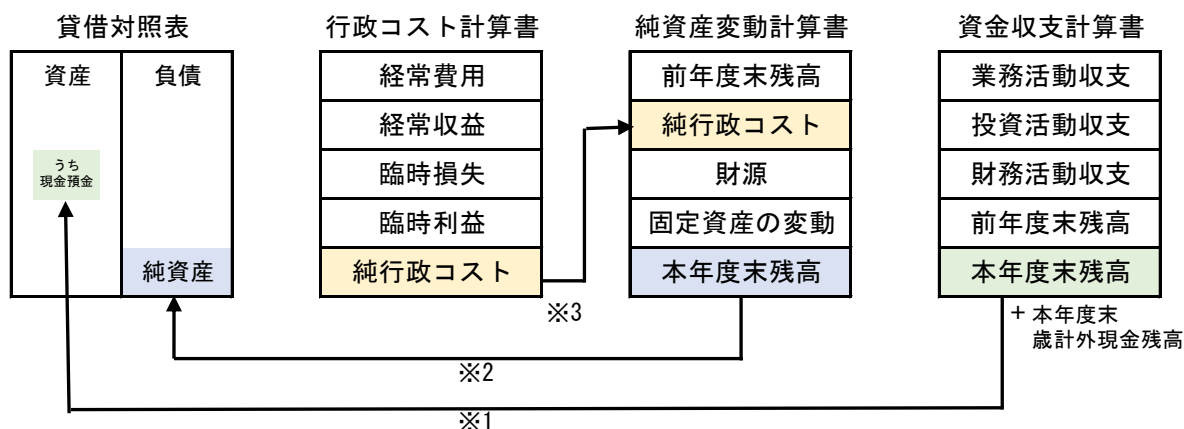 貸借対照表
資産
負債
うち
現金預金
純資産
行政コスト計算書
経常費用
経常収益
臨時損失
臨時利益
純行政コスト
純資産変動計算書
前年度末残高
純行政コスト
財源
固定資産の変動
本年度末残高
資金収支計算書
業務活動収支
投資活動収支
財務活動収支
前年度末残高
本年度末残高
+ 本年度末
歳計外現金残高
※3
※2
※1